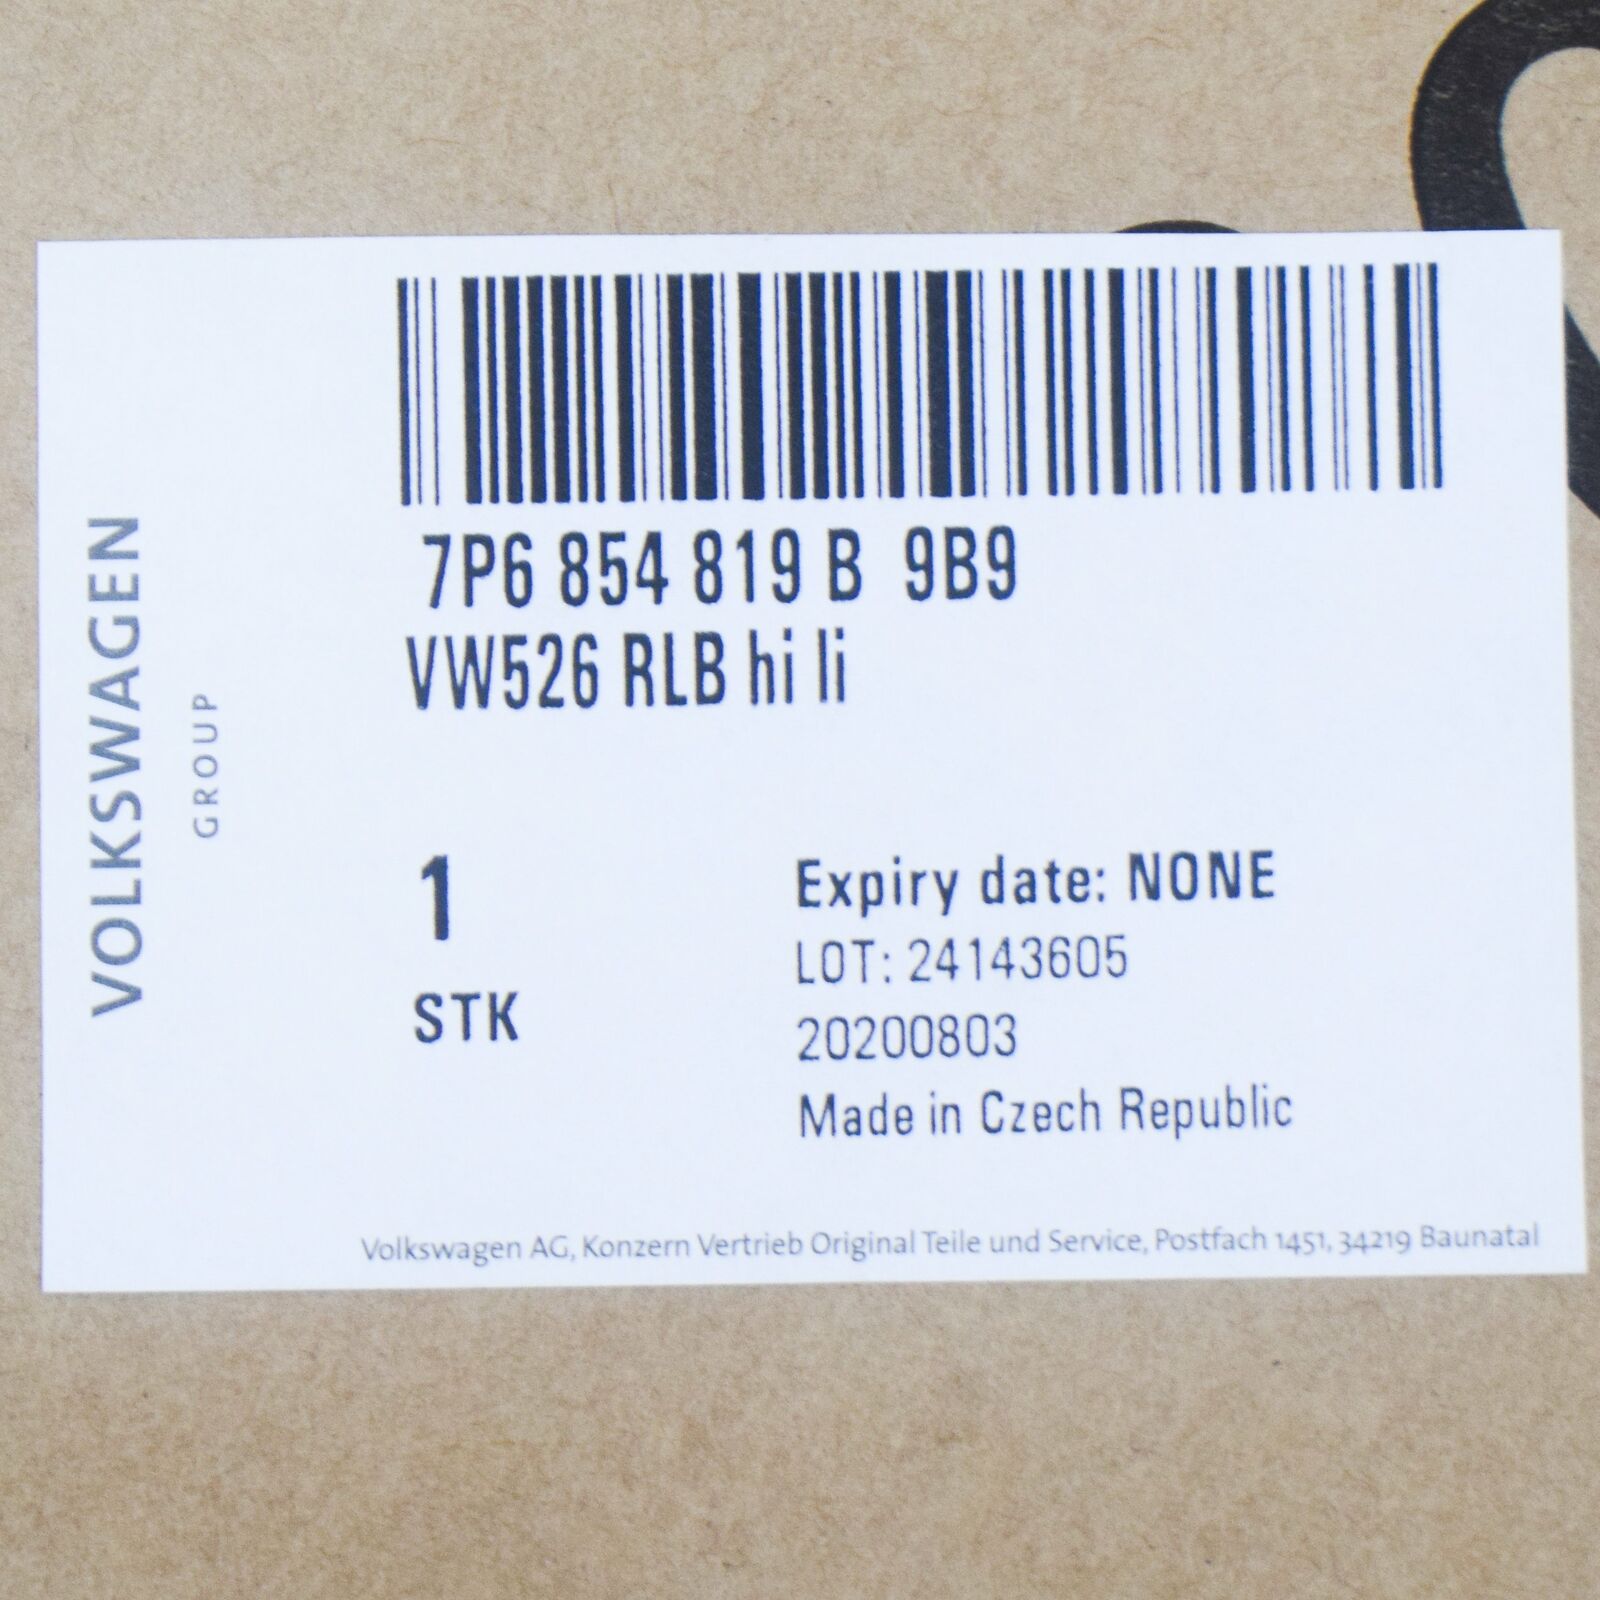 VOLKSWAGEN
GROUP
7P6 854 819 B 9B9
VW526 RLB hi li
1
STK
Expiry date: NONE
LOT: 24143605
20200803
Made in Czech Republic
Volkswagen AG, Konzern Vertrieb Original Teile und Service, Postfach 1451, 34219 Baunatal